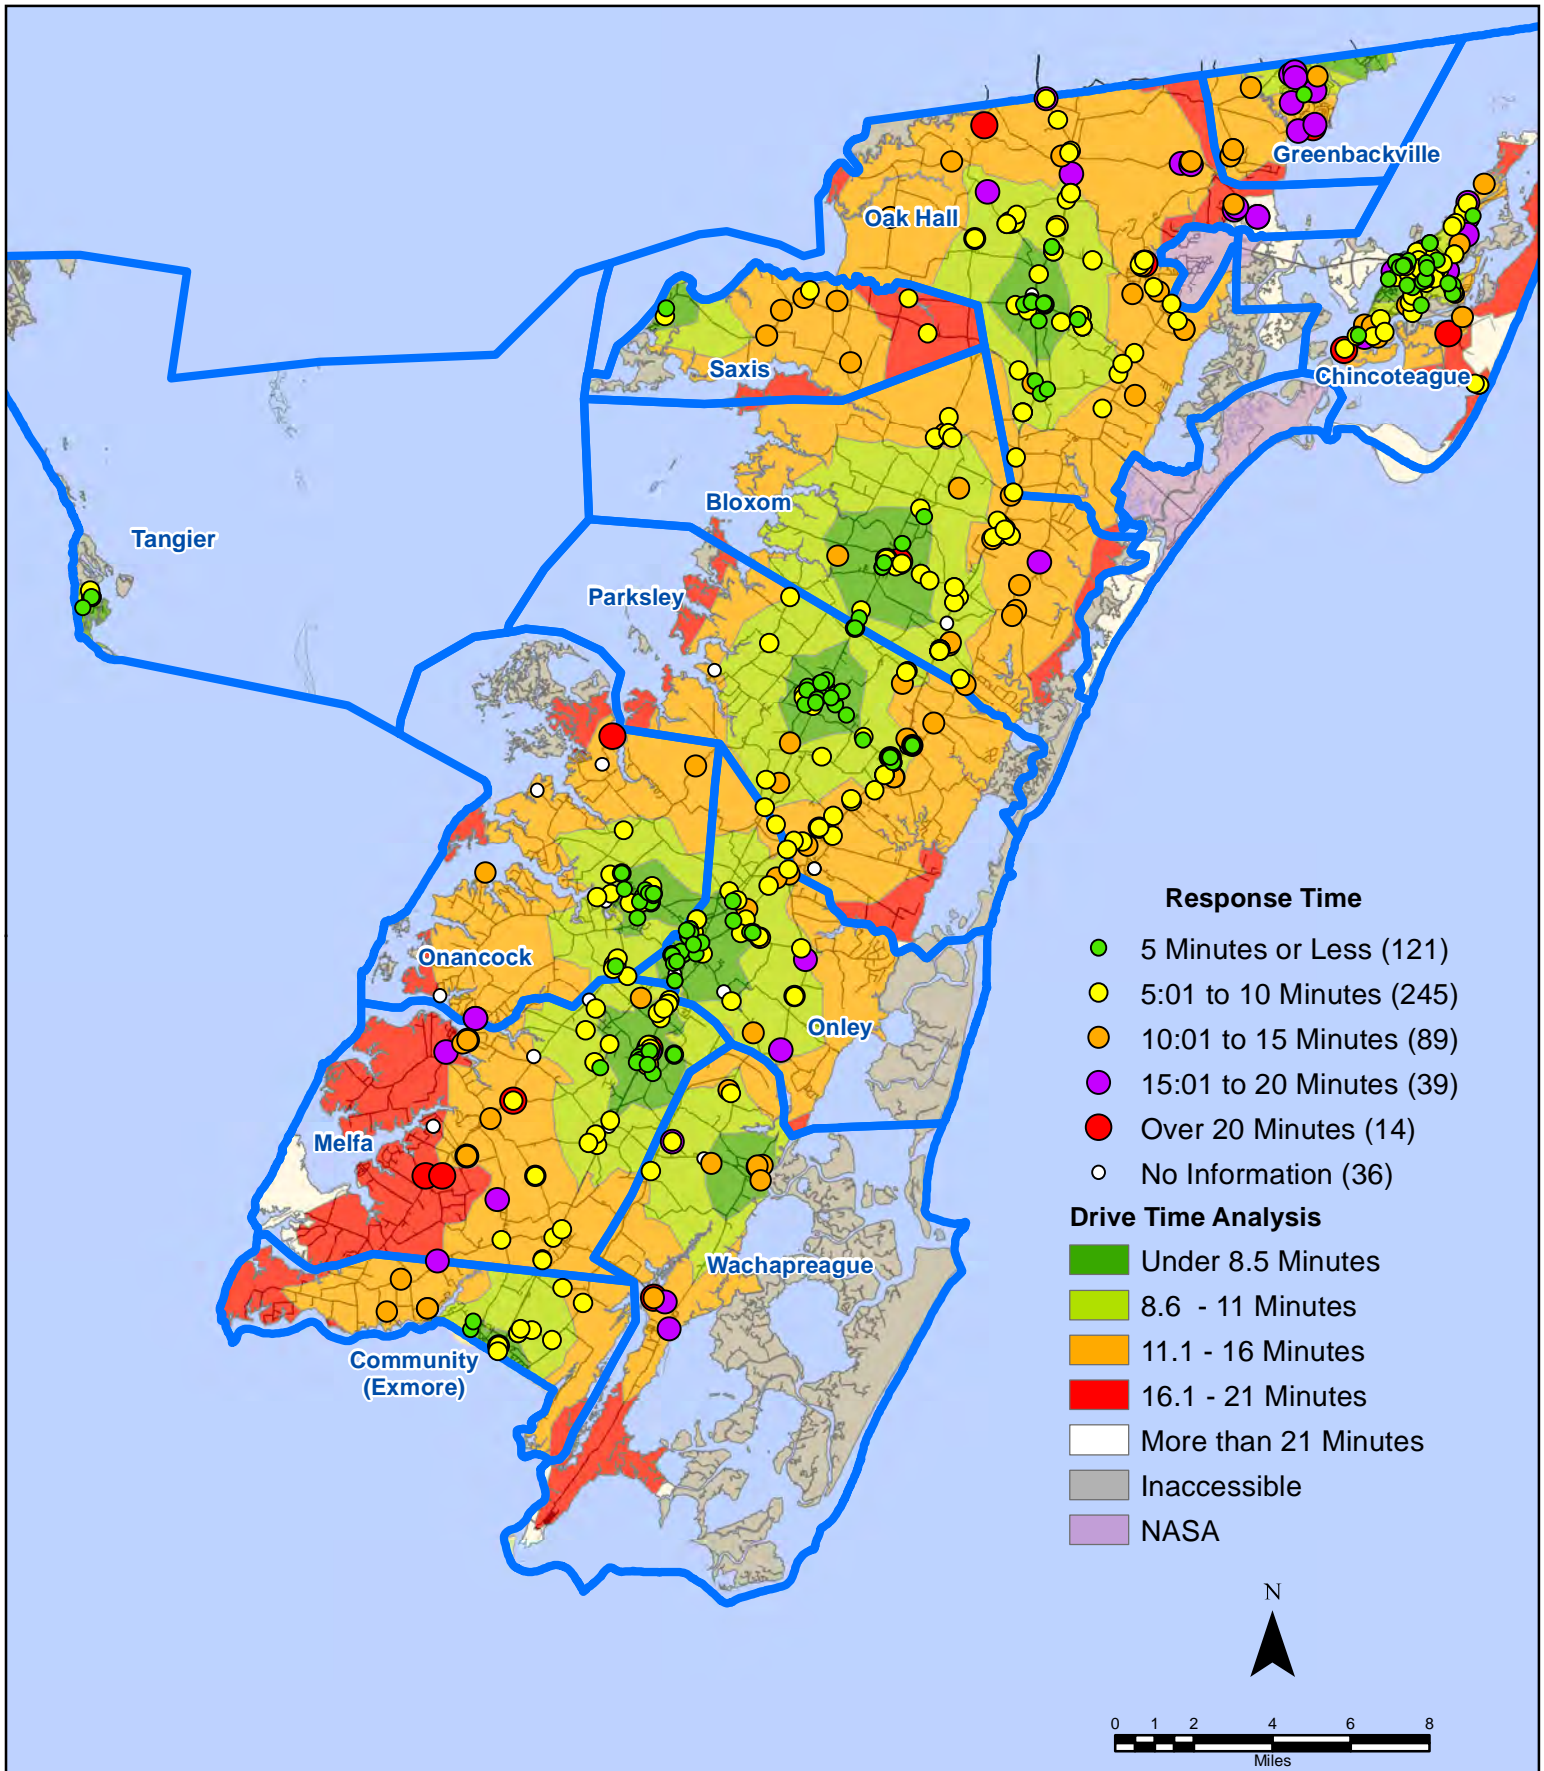 Greenbackville
Oak Hall
Saxis
Chincoteague
Bloxom
Tangier
Parksley
Onancock
Onley
Melfa
Wachapreague
Community
(Exmore)
Response Time
5 Minutes or Less (121)
5:01 to 10 Minutes (245)
10:01 to 15 Minutes (89)
15:01 to 20 Minutes (39)
Over 20 Minutes (14)
No Information (36)
Drive Time Analysis
Under 8.5 Minutes
8.6 - 11 Minutes
11.1 - 16 Minutes
16.1 - 21 Minutes
More than 21 Minutes
Inaccessible
NASA
N
0 1 2 4 6 8
Miles